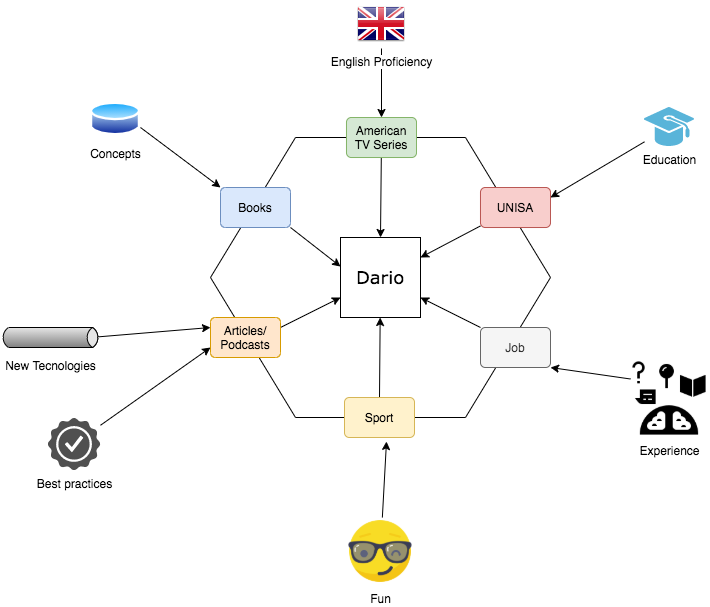 English Proficiency
American
TV Series
Concepts
Education
Books
UNISA
Dario
Articles/
Podcasts
New Tecnologies
Job
Sport
Experience
Best practices
Fun
?